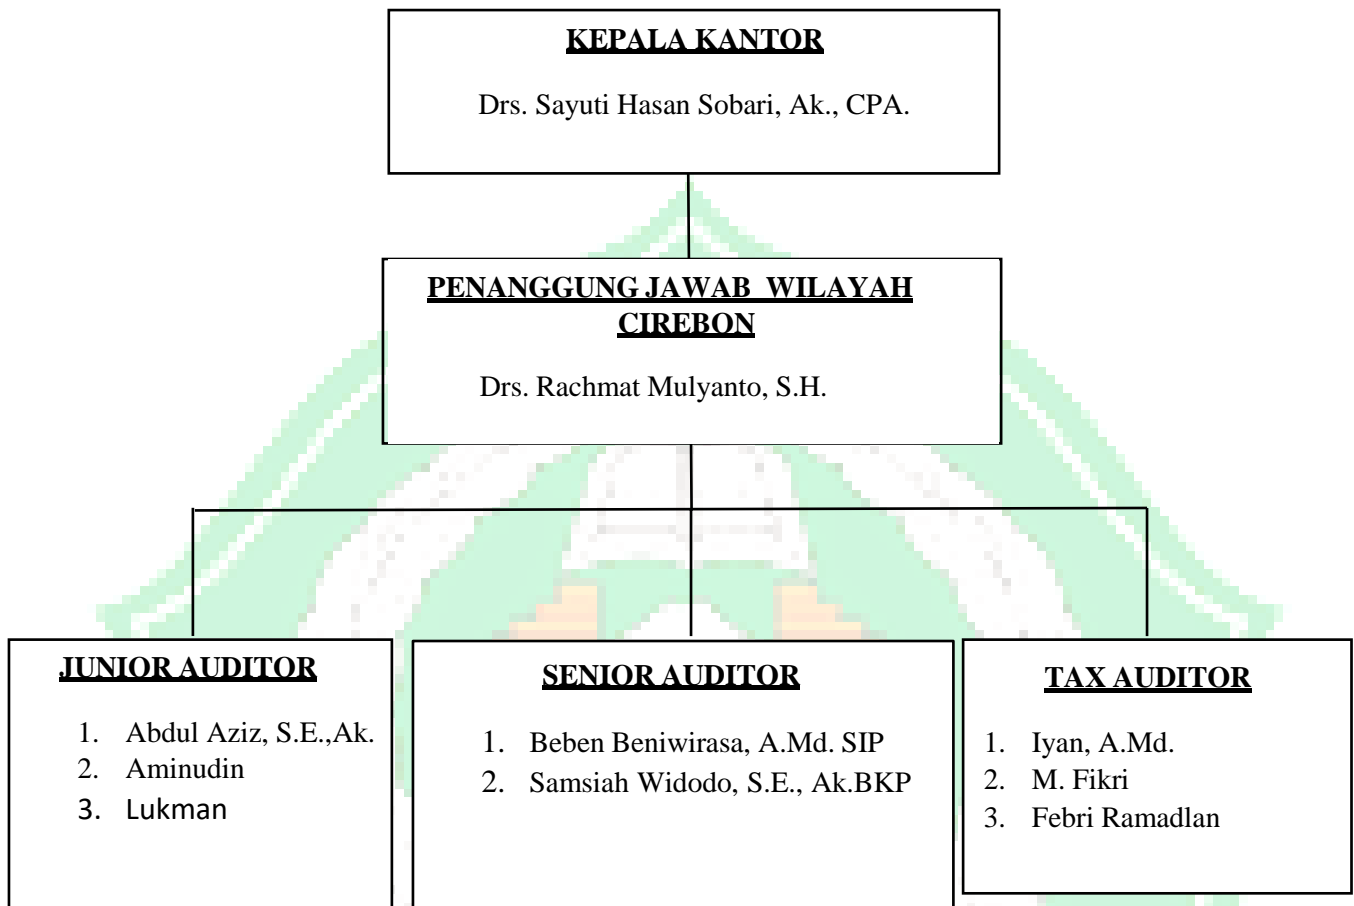 KEPALA KANTOR
Drs. Sayuti Hasan Sobari, Ak., CPA.
PENANGGUNG JAWAB WILAYAH
CIREBON
Drs. Rachmat Mulyanto, S.H.
JUNIOR AUDITOR
1. Abdul Aziz, S.E.,Ak.
2. Aminudin
3. Lukman
SENIOR AUDITOR
1. Beben Beniwirasa, A.Md. SIP
2. Samsiah Widodo, S.E., Ak.BKP
TAX AUDITOR
1. Iyan, A.Md.
2. M. Fikri
3. Febri Ramadlan